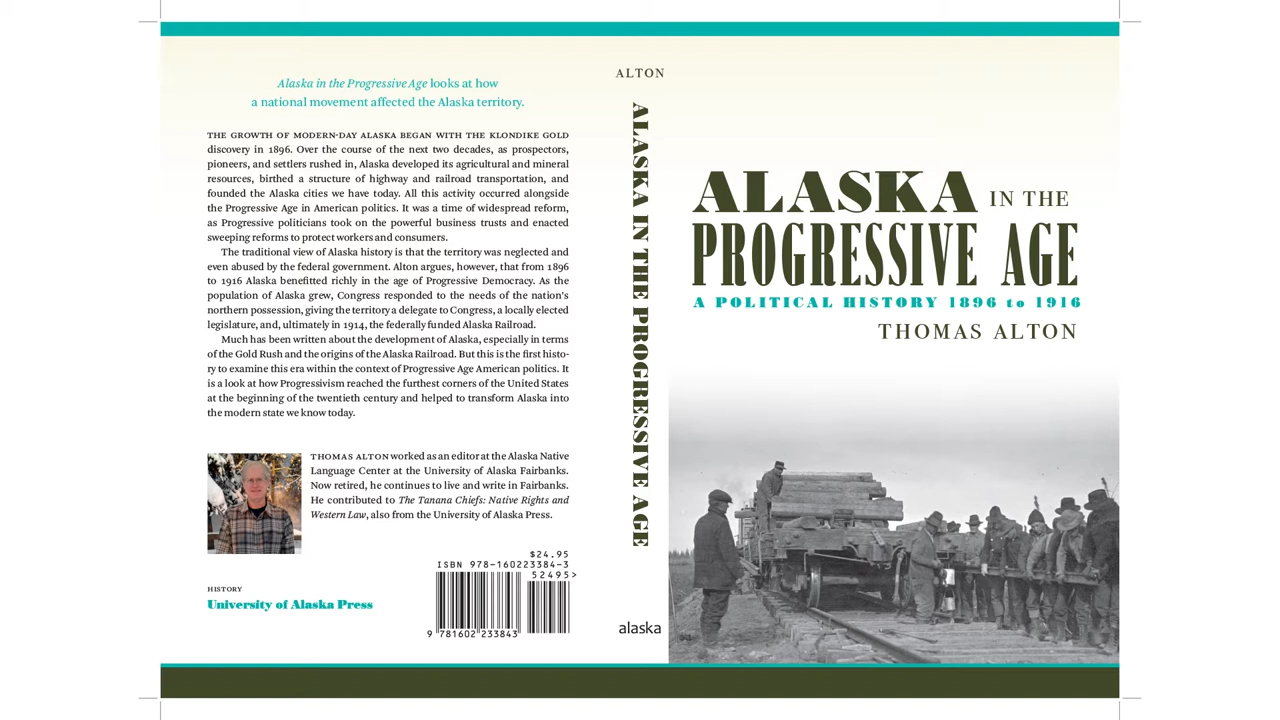 Alaska in the Progressive Age looks at how
a national movement affected the Alaska territory.
THE GROWTH OF MODERN-DAY ALASKA BEGAN WITH THE KLONDIKE GOLD
discovery in 1896. Over the course of the next two decades, as prospectors,
pioneers, and settlers rushed in, Alaska developed its agricultural and mineral
resources, birthed a structure of highway and railroad transportation, and
founded the Alaska cities we have today. All this activity occurred alongside
the Progressive Age in American politics. It was a time of widespread reform,
as Progressive politicians took on the powerful business trusts and enacted
sweeping reforms to protect workers and consumers.
The traditional view of Alaska history is that the territory was neglected and
even abused by the federal government. Alton argues, however, that from 1896
to 1916 Alaska benefitted richly in the age of Progressive Democracy. As the
population of Alaska grew, Congress responded to the needs of the nation's
northern possession, giving the territory a delegate to Congress, a locally elected
legislature, and, ultimately in 1914, the federally funded Alaska Railroad.
Much has been written about the development of Alaska, especially in terms
of the Gold Rush and the origins of the Alaska Railroad. But this is the first histo-
ry to examine this era within the context of Progressive Age American politics. It
is a look at how Progressivism reached the furthest corners of the United States
at the beginning of the twentieth century and helped to transform Alaska into
the modern state we know today.
THOMAS ALTON worked as an editor at the Alaska Native
Language Center at the University of Alaska Fairbanks.
Now retired, he continues to live and write in Fairbanks.
He contributed to The Tanana Chiefs: Native Rights and
Western Law, also from the University of Alaska Press.
$24.95
ISBN 978-160223384-3
52495>
9 781602 233843
HISTORY
University of Alaska Press
ALTON
ALASKA IN THE PROGRESSIVE AGE
alaska
ALASKA IN THE
PROGRESSIVE AGE
A POLITICAL HISTORY 1896 to 1916
THOMAS ALTON